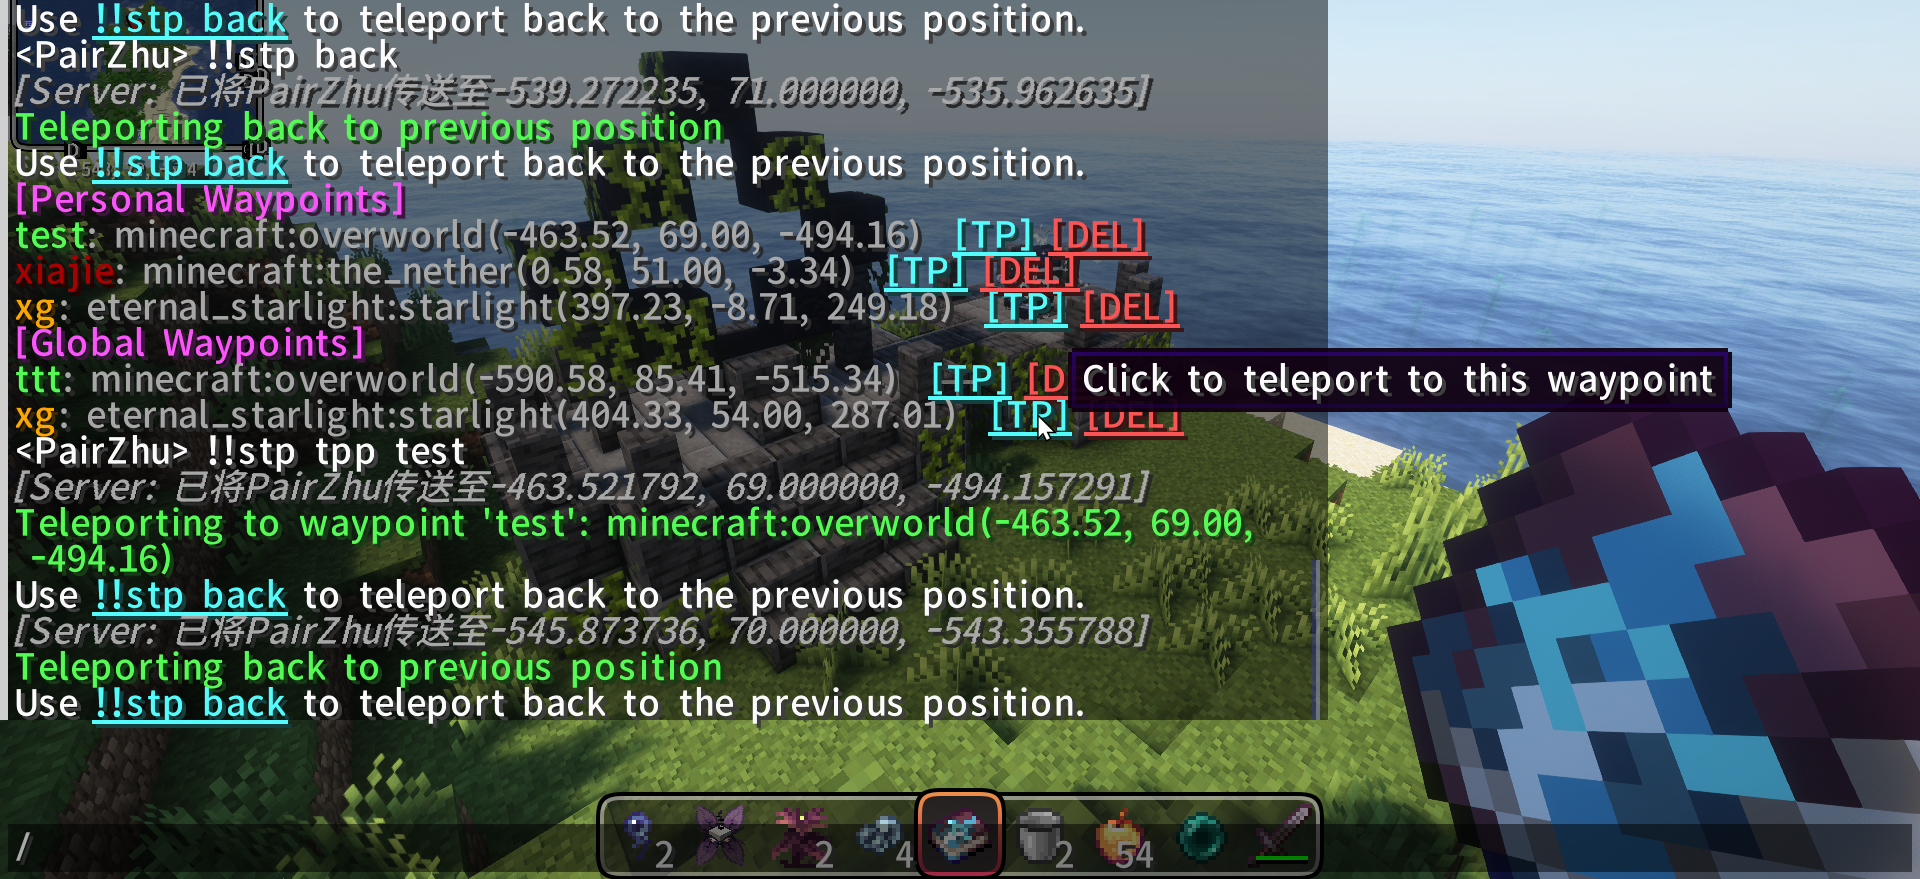 Use !!stp back to teleport back to the previous position.
<PairZhu> !!stp back
[Server: 已将PairZhu传送至-539.272235, 71.000000, -535.962635]
Teleporting back to previous position
Use !!stp back to teleport back to the previous position.
[Personal Waypoints]
test: minecraft:overworld(-463.52, 69.00, -494.16) [TP] [DEL]
xiajie: minecraft:the_nether(0.58, 51.00, -3.34) [TP] [DEL]
xg: eternal_starlight:starlight(397.23, -8.71, 249.18) [TP] [DEL]
[Global Waypoints]
ttt: minecraft:overworld(-590.58, 85.41, -515.34) [TP] [D
Click to teleport to this waypoint
xg: eternal_starlight:starlight(404.33, 54.00, 287.01) [TP] [DEL]
<PairZhu> !!stp tpp test
[Server: 已将PairZhu传送至-463.521792, 69.000000, -494.157291]
Teleporting to waypoint 'test': minecraft:overworld(-463.52, 69.00,
-494.16)
Use !!stp back to teleport back to the previous position.
[Server: 已将PairZhu传送至-545.873736, 70.000000, -543.355788]
Teleporting back to previous position
Use !!stp back to teleport back to the previous position.
/
2 2 4 2 54